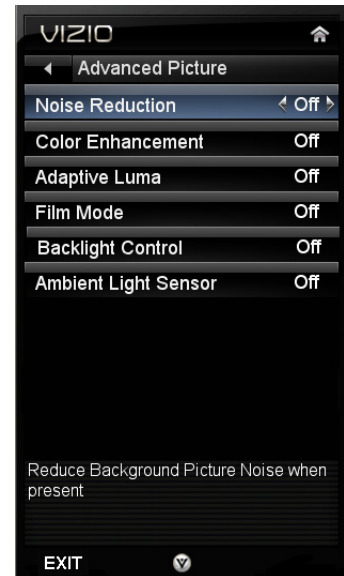 VIZIO
Advanced Picture
Noise Reduction Off
Color Enhancement Off
Adaptive Luma Off
Film Mode Off
Backlight Control Off
Ambient Light Sensor Off
Reduce Background Picture Noise when
present
EXIT